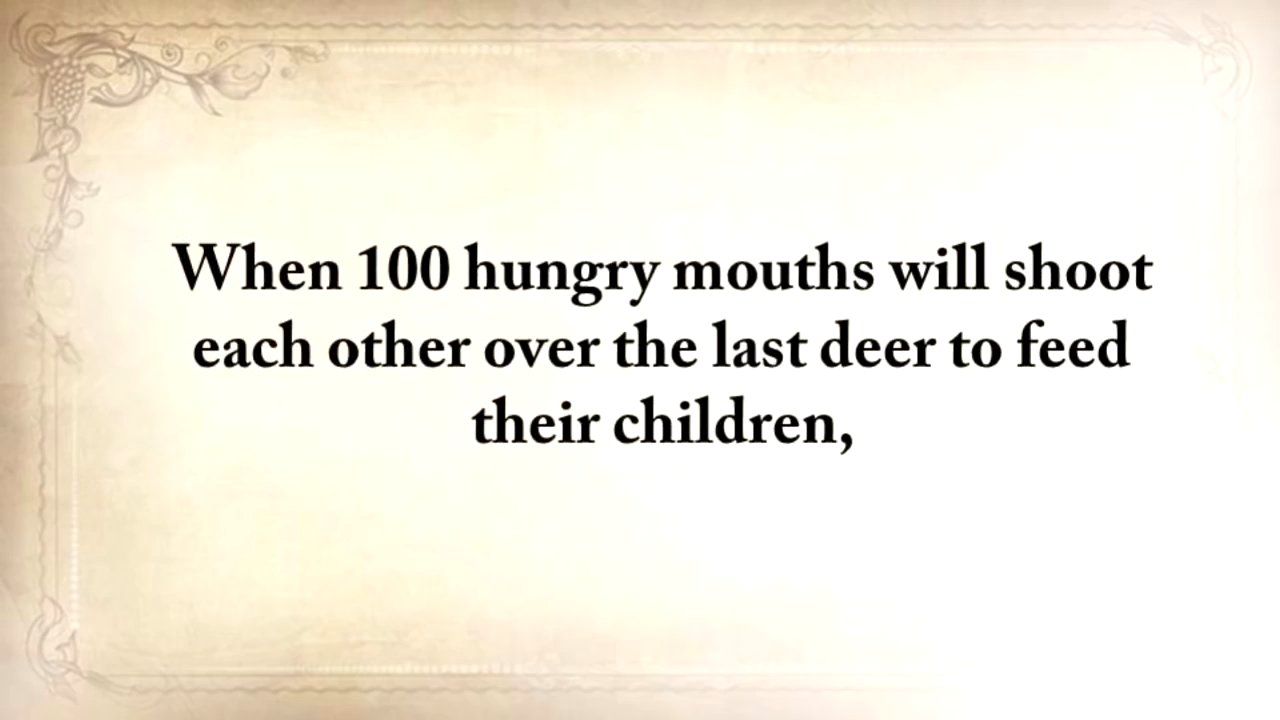 When 100 hungry mouths will shoot
each other over the last deer to feed
their children,